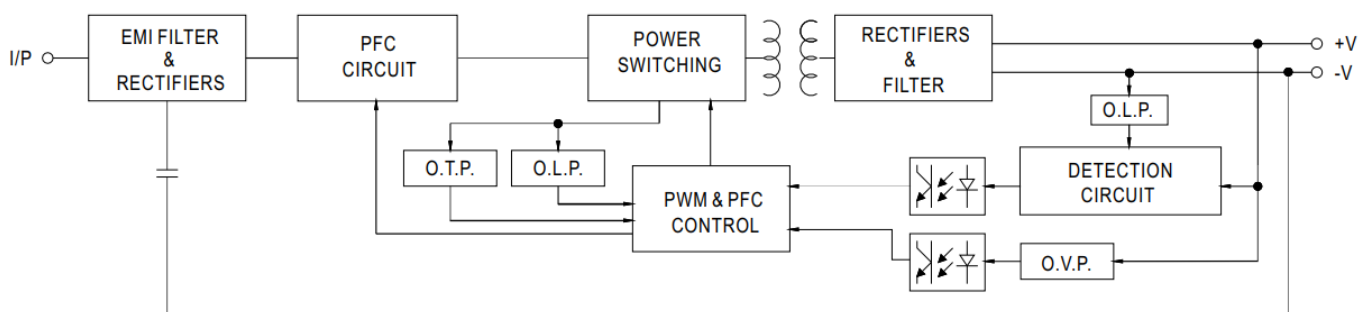 I/P
EMI FILTER
&
RECTIFIERS
PFC
CIRCUIT
POWER
SWITCHING
RECTIFIERS
&
FILTER
+V
-V
O.L.P.
O.T.P.
O.L.P.
PWM & PFC
CONTROL
DETECTION
CIRCUIT
O.V.P.